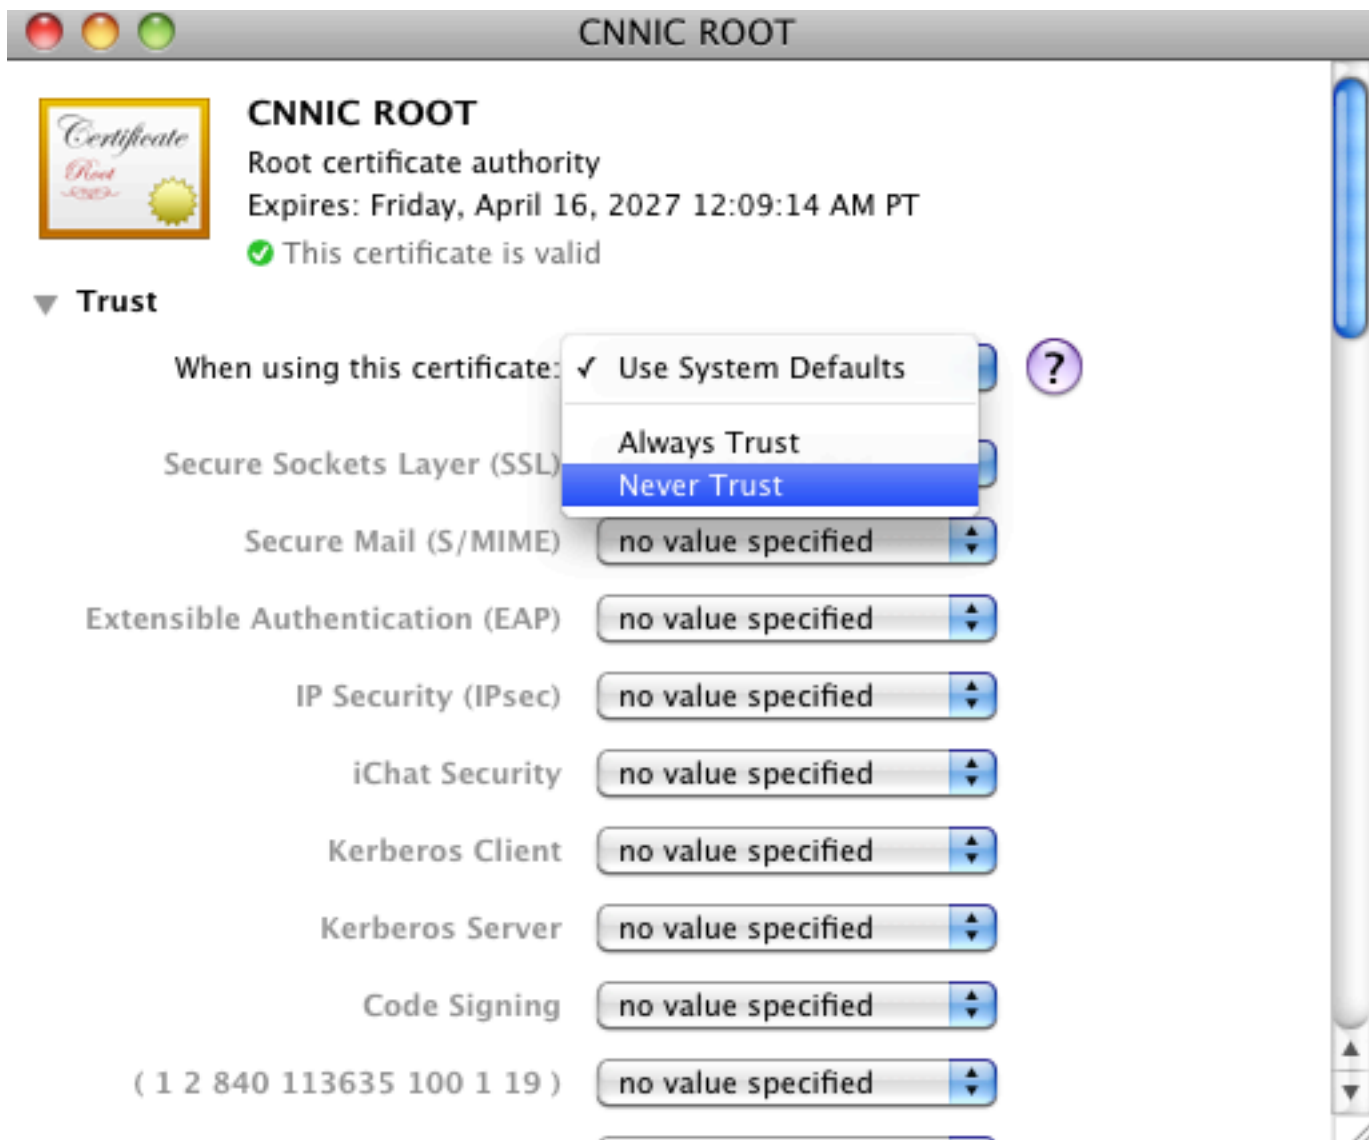 CNNIC ROOT
Certificate
Root
CNNIC ROOT
Root certificate authority
Expires: Friday, April 16, 2027 12:09:14 AM PT
This certificate is valid
Trust
When using this certificate: ✓ Use System Defaults ?
Always Trust
Secure Sockets Layer (SSL)
Never Trust
Secure Mail (S/MIME) no value specified
Extensible Authentication (EAP) no value specified
IP Security (IPsec) no value specified
iChat Security no value specified
Kerberos Client no value specified
Kerberos Server no value specified
Code Signing no value specified
( 1 2 840 113635 100 1 19 ) no value specified